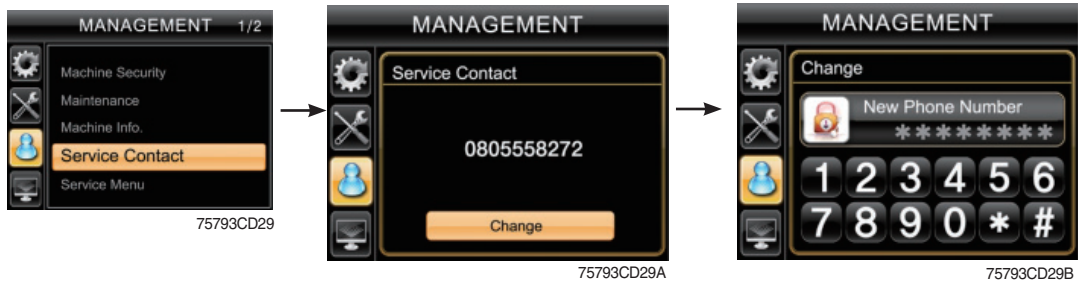 MANAGEMENT 1/2
Machine Security
Maintenance
Machine Info.
Service Contact
Service Menu
75793CD29
MANAGEMENT
Service Contact
0805558272
Change
75793CD29A
MANAGEMENT
Change
New Phone Number
********
1 2 3 4 5 6
7 8 9 0 * #
75793CD29B